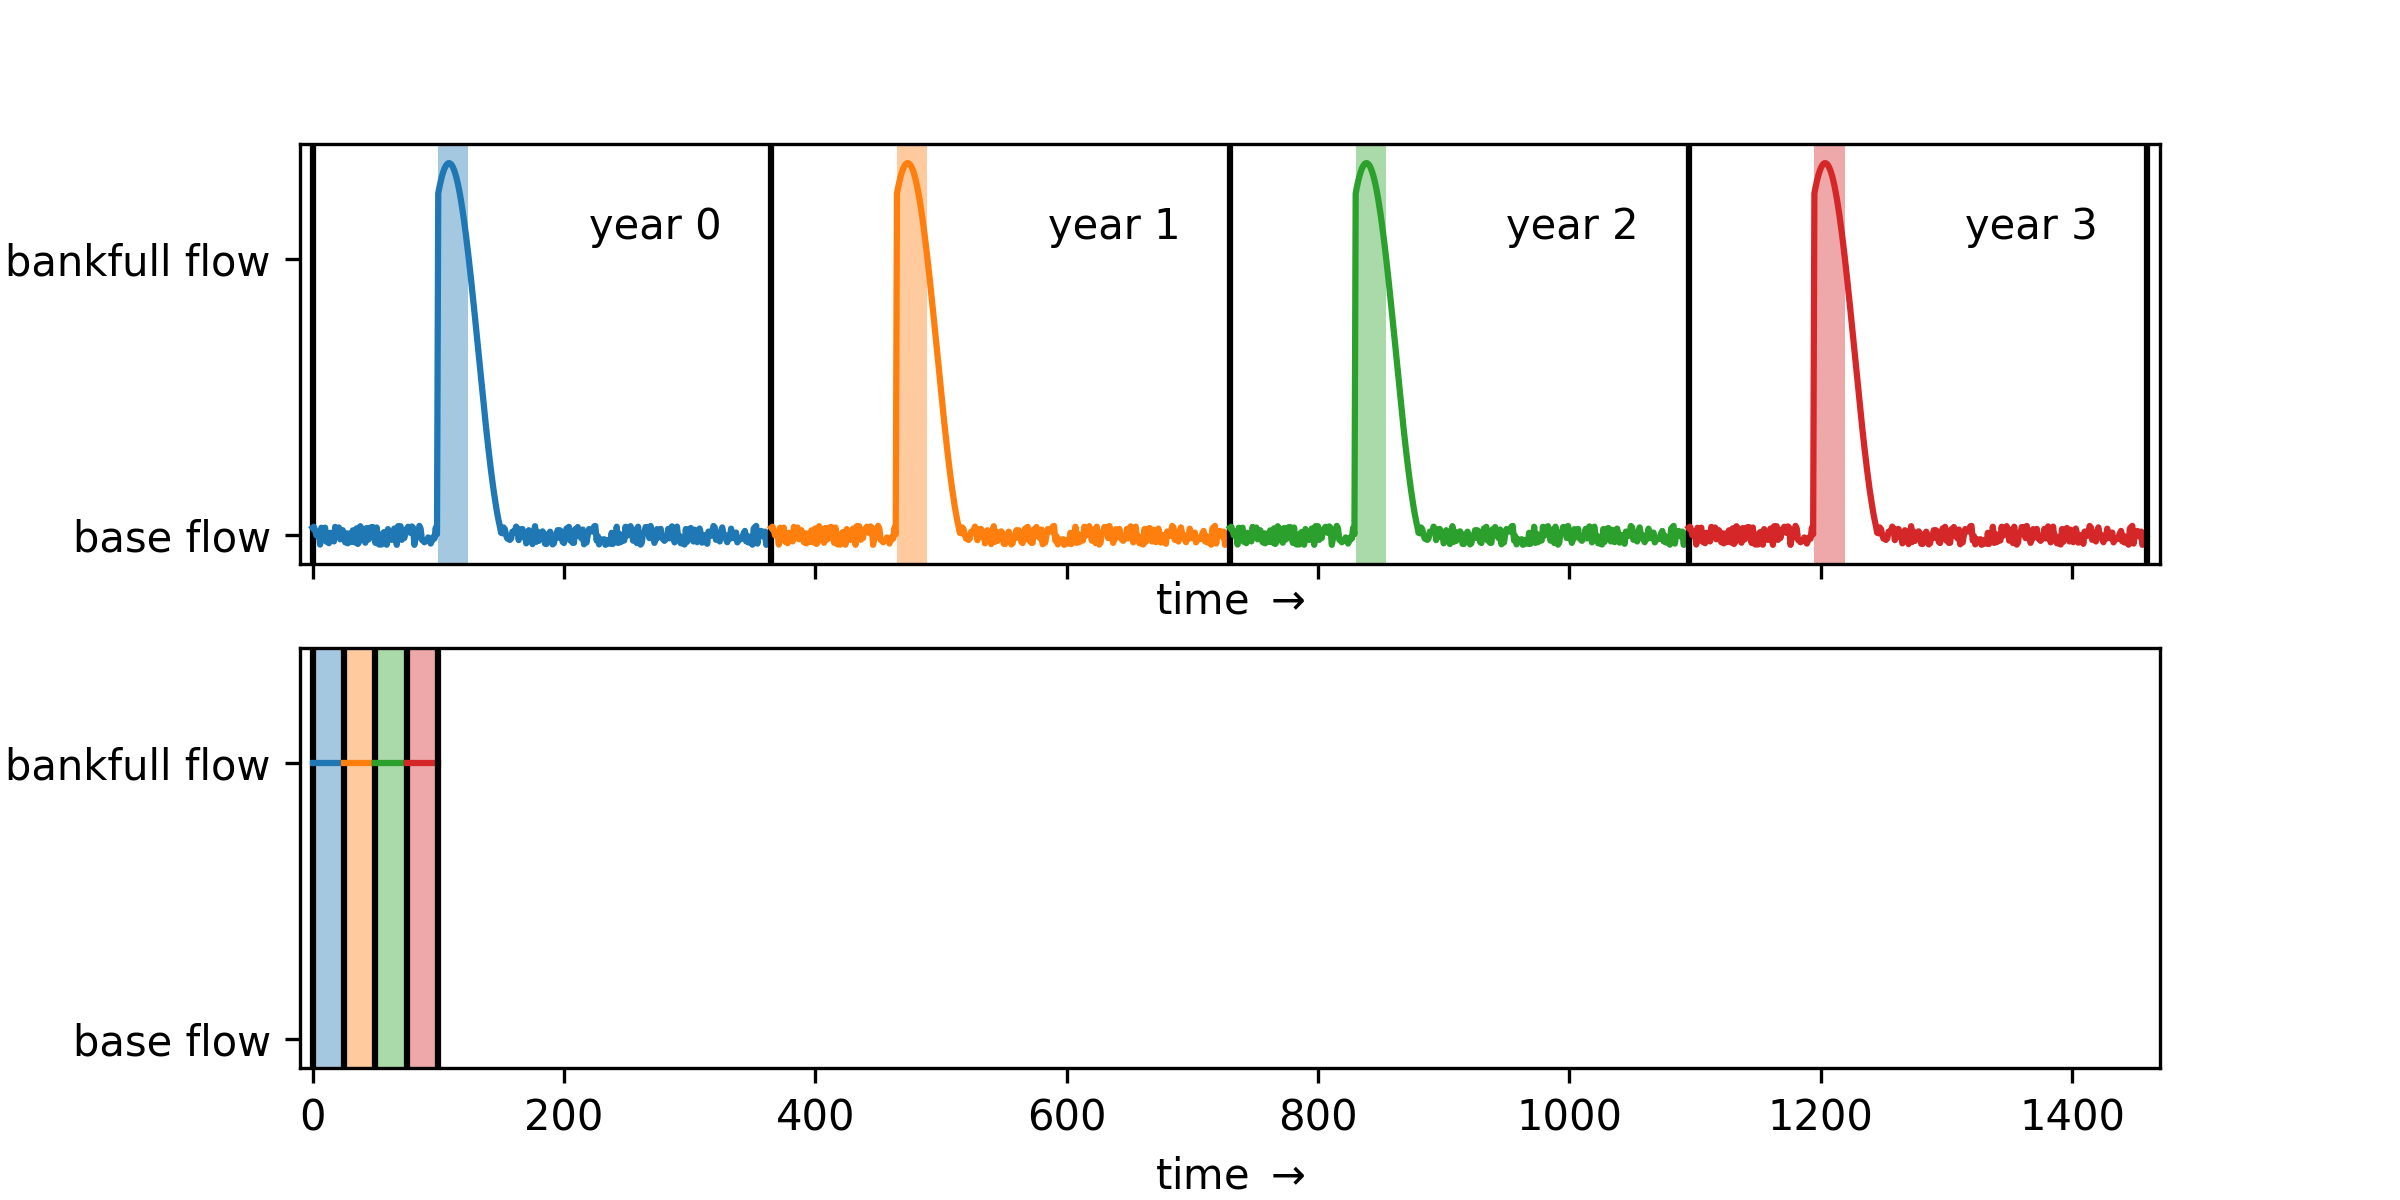 year 0 year 1 year 2 year 3
bankfull flow
base flow
time →
bankfull flow
base flow
0 200 400 600 800 1000 1200 1400
time →